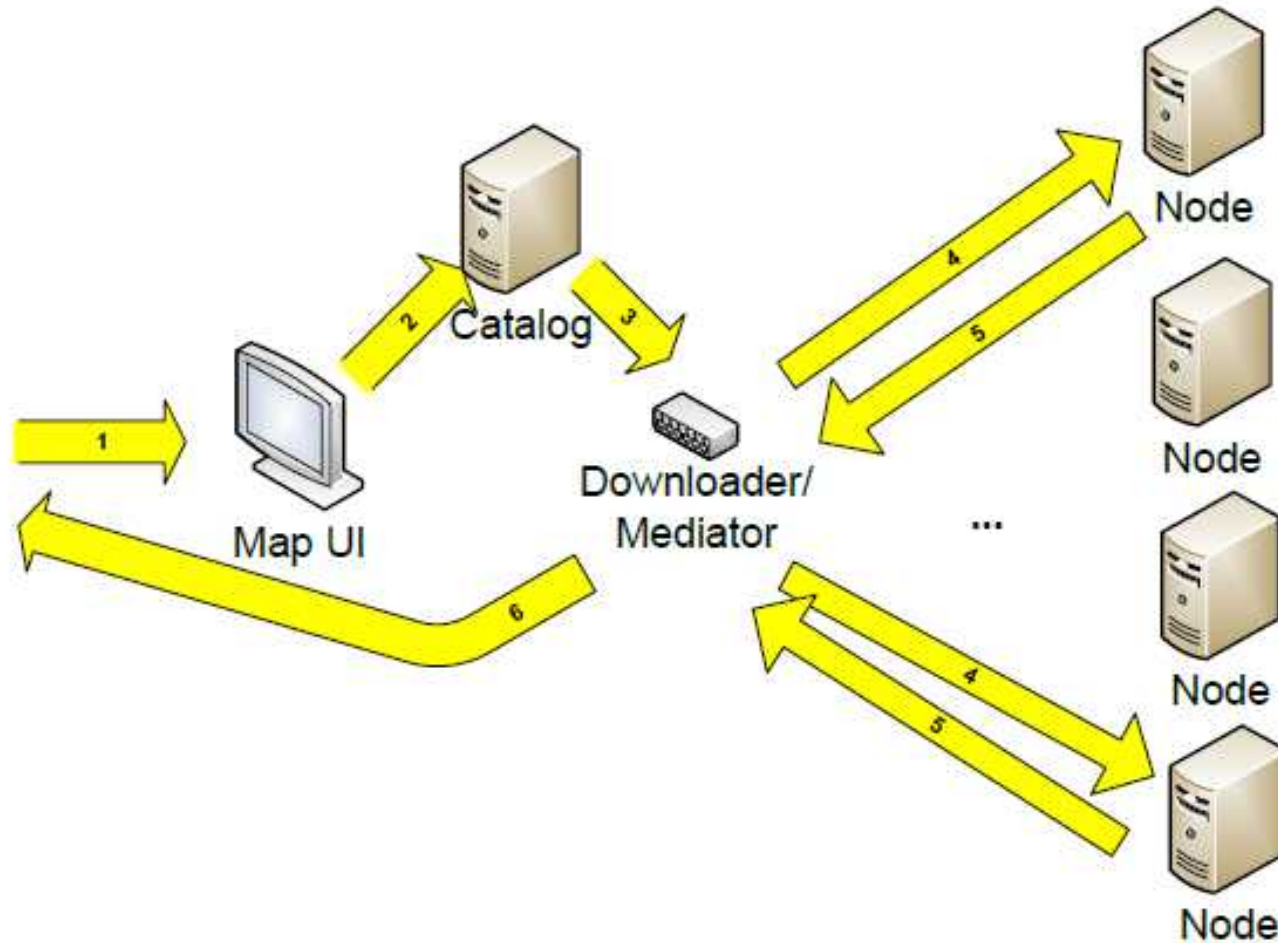 Node
4
5
2
Catalog
3
1
Node
Downloader/
Mediator
...
Map UI
6
4
Node
5
Node